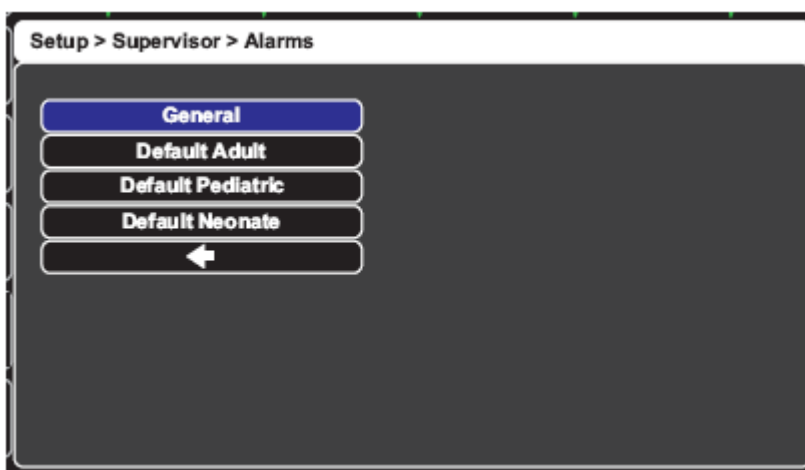 Setup > Supervisor > Alarms
General
Default Adult
Default Pediatric
Default Neonate